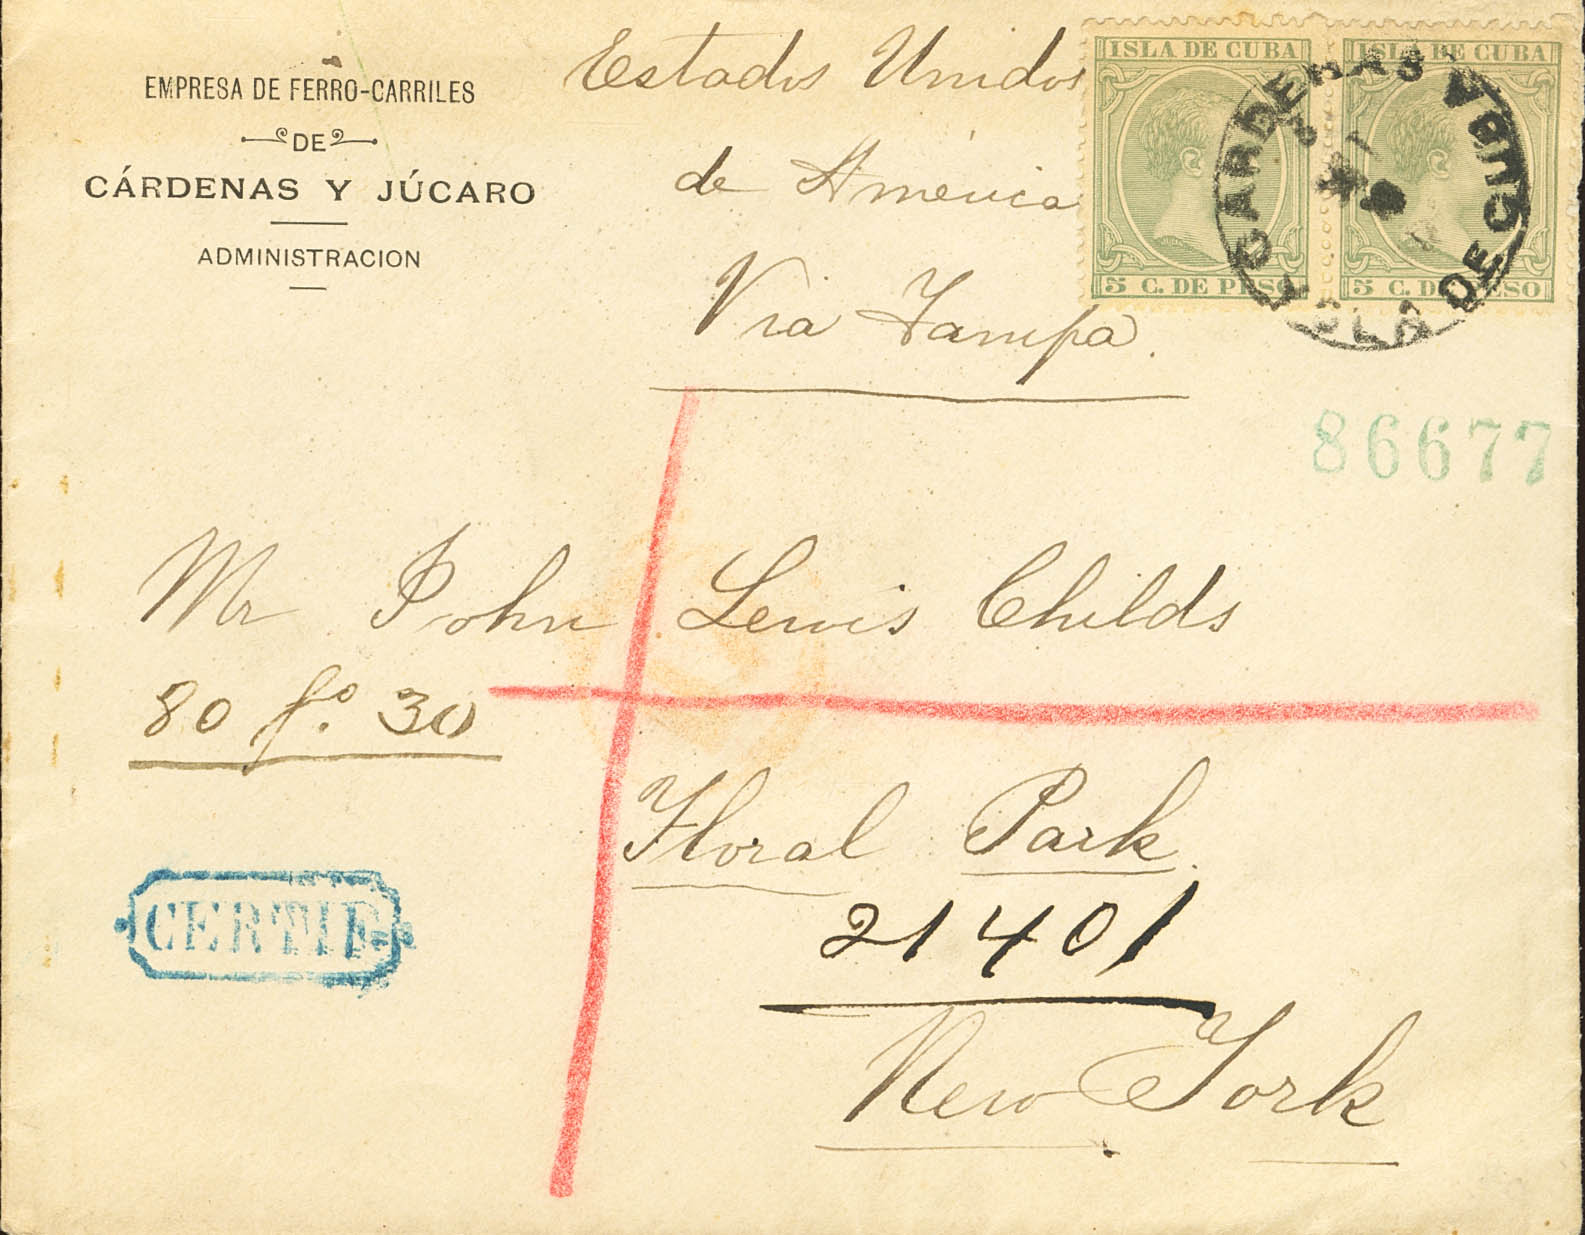 EMPRESA DE FERRO-CARRILES
DE
CÁRDENAS Y JÚCARO
ADMINISTRACION
Estados Unidos
de América
Via Tampa.
ISLA DE CUBA
5 C. DE PESO
ISLA DE CUBA
5 C. DE PESO
CARDENAS
ISLA DE CUBA
86677
Mr John Lewis Childs
80 fo. 30
Floral Park.
CERTIF.
21401
New York